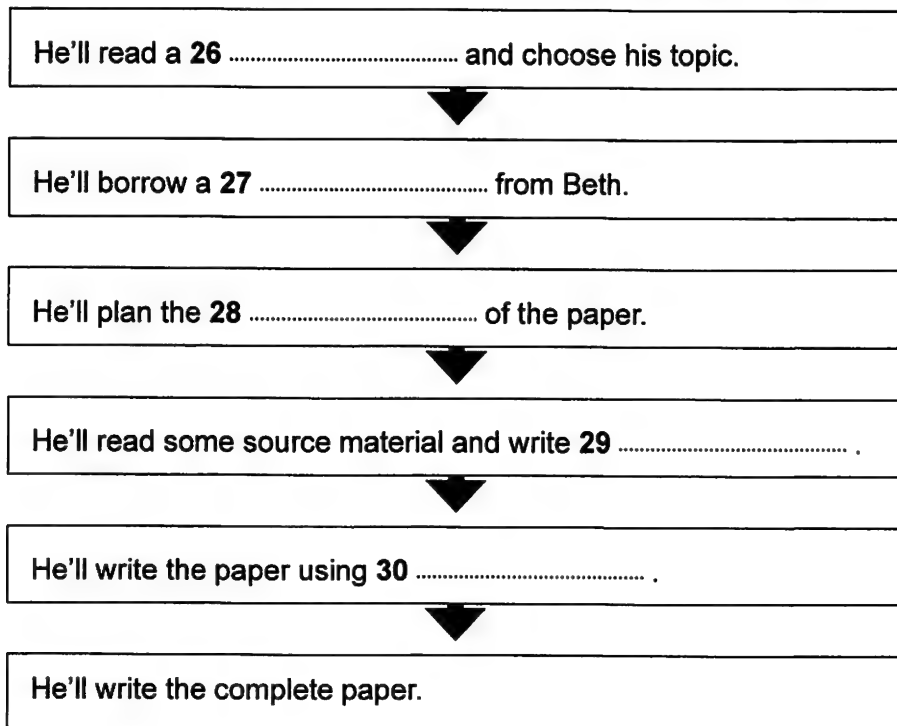 He'll read a 26 ........................................ and choose his topic.
He'll borrow a 27 ........................................ from Beth.
He'll plan the 28 ........................................ of the paper.
He'll read some source material and write 29 ........................................ .
He'll write the paper using 30 ........................................ .
He'll write the complete paper.